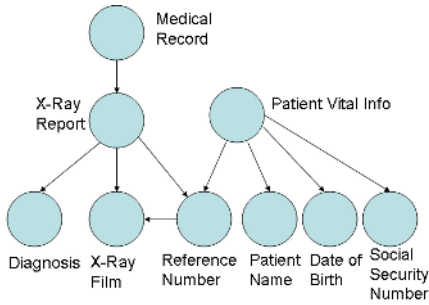 Medical
Record
X-Ray
Report
Patient Vital Info
Diagnosis
X-Ray
Film
Reference
Number
Patient
Name
Date of
Birth
Social
Security
Number